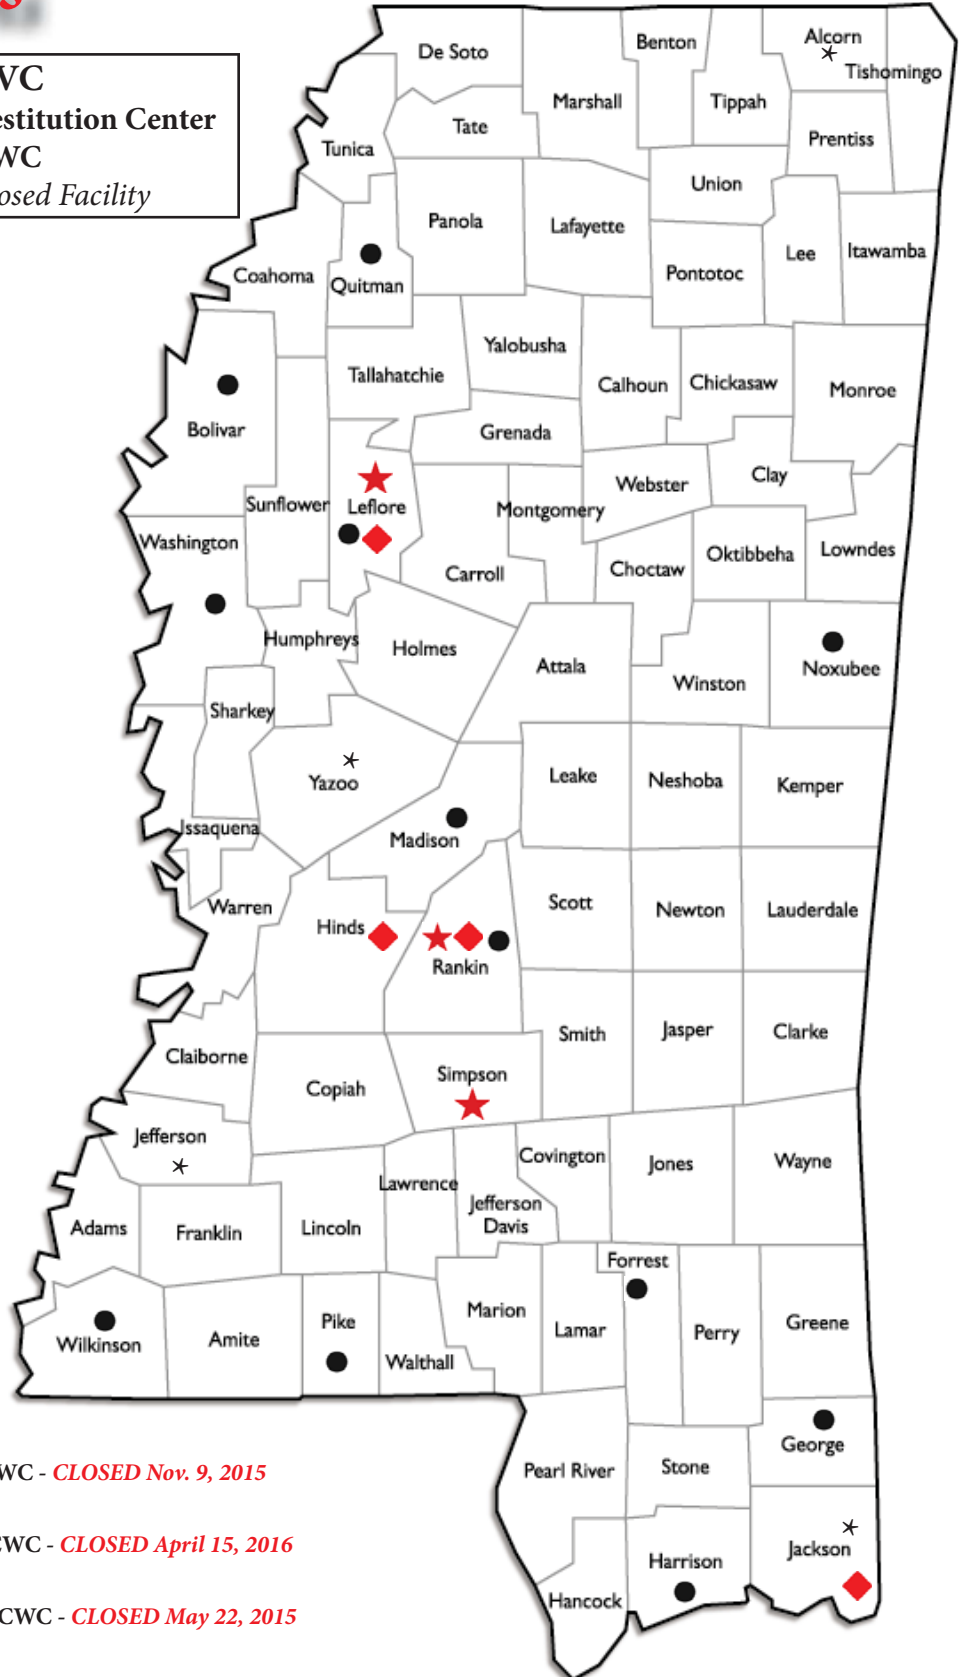 s
VC
estitution Center
WC
osed Facility
De Soto
Benton
Alcorn
Tishomingo
Marshall
Tippah
Tate
Prentiss
Tunica
Union
Panola
Lafayette
Lee
Itawamba
Pontotoc
Coahoma
Quitman
Yalobusha
Tallahatchie
Calhoun
Chickasaw
Monroe
Bolivar
Grenada
Clay
Webster
Sunflower
Leflore
Montgomery
Washington
Oktibbeha
Lowndes
Carroll
Choctaw
Humphreys
Holmes
Attala
Noxubee
Winston
Sharkey
Yazoo
Leake
Neshoba
Kemper
Issaquena
Madison
Warren
Scott
Newton
Lauderdale
Hinds
Rankin
Smith
Jasper
Clarke
Claiborne
Copiah
Simpson
Jefferson
Covington
Jones
Wayne
Lawrence
Jefferson
Davis
Adams
Franklin
Lincoln
Forrest
Marion
Lamar
Perry
Greene
Pike
Wilkinson
Amite
Walthall
George
Pearl River
Stone
WC - CLOSED Nov. 9, 2015
CWC - CLOSED April 15, 2016
Jackson
Harrison
Hancock
CWC - CLOSED May 22, 2015